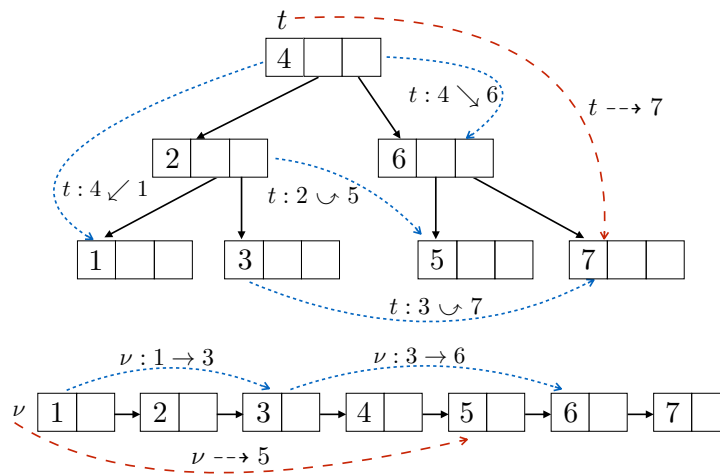 t
4
t : 4 ↘ 6
t ⇢ 7
2
6
t : 4 ↙ 1
t : 2 ⤻ 5
1
3
5
7
t : 3 ⤻ 7
ν : 1 → 3
ν : 3 → 6
ν 1 2 3 4 5 6 7
ν ⇢ 5